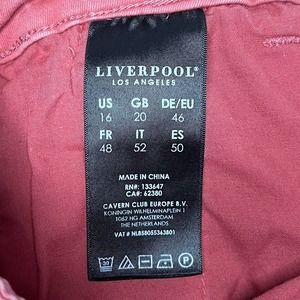 LIVERPOOL®
LOS ANGELES
US GB DE/EU
16 20 46
FR IT ES
48 52 50
MADE IN CHINA
RN#: 133647
CA#: 62380
CAVERN CLUB EUROPE B.V.
KONINGIN WILHELMINAPLEIN 1
1062 HG AMSTERDAM
THE NETHERLANDS
VAT # NL858055363B01
30
P